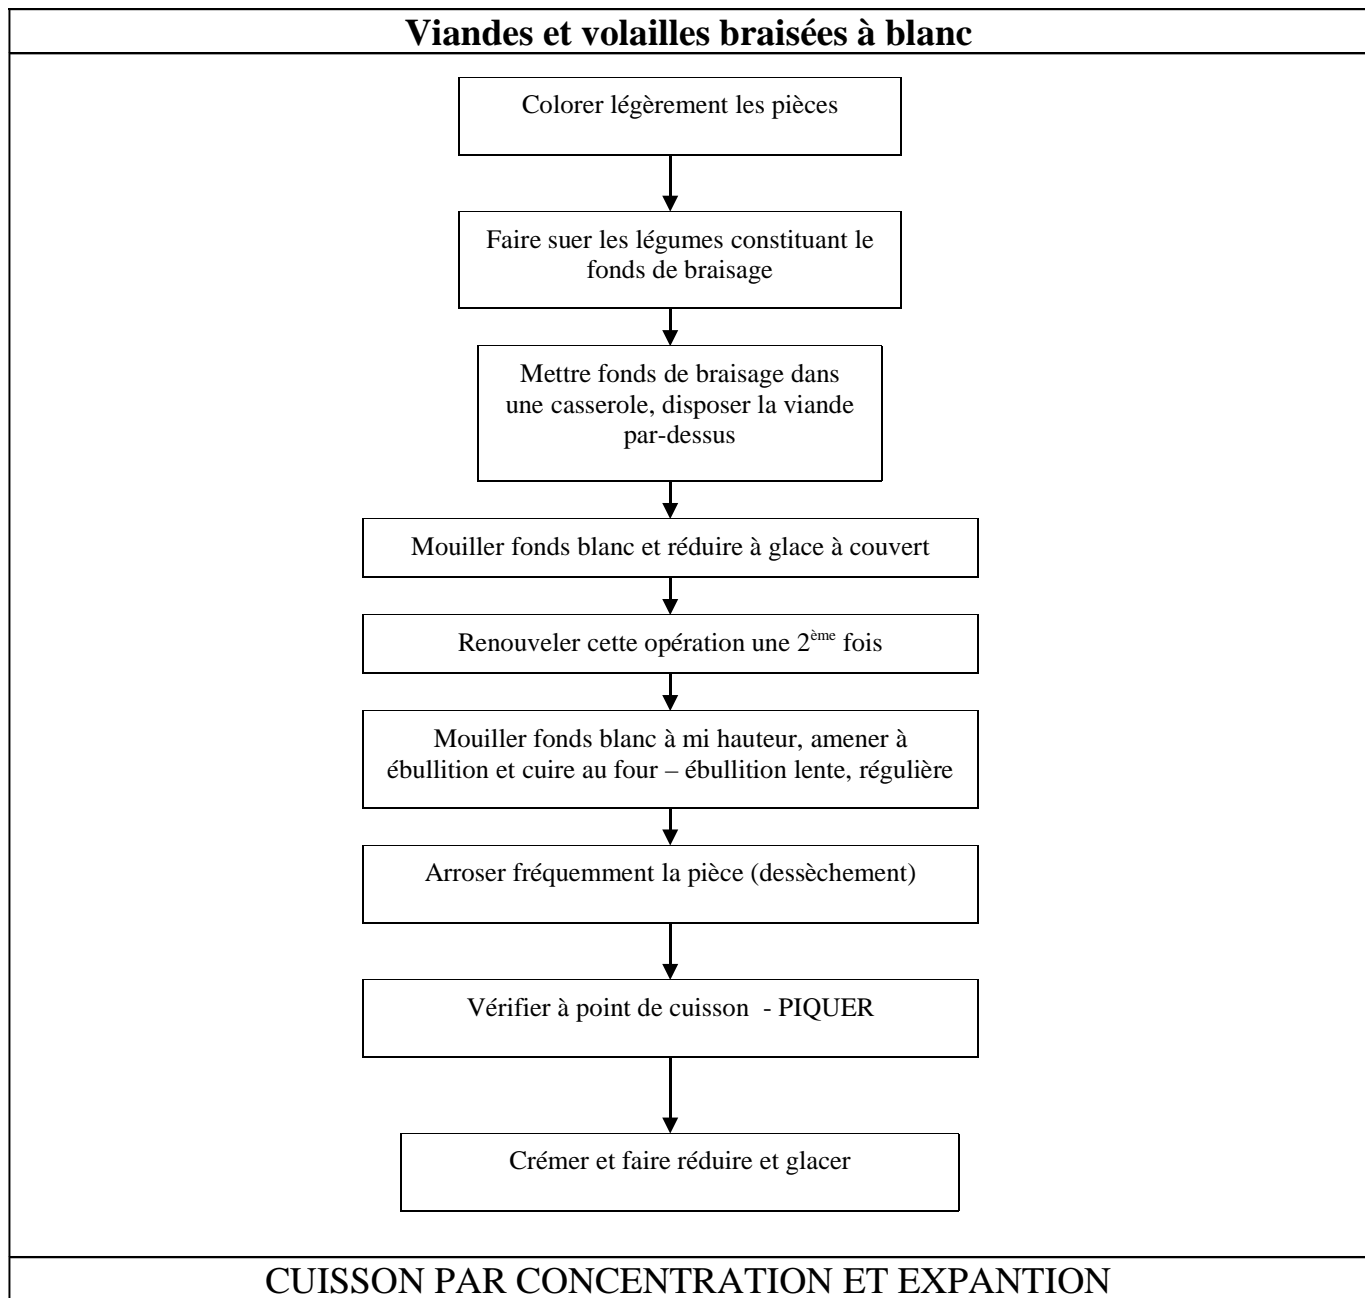 Viandes et volailles braisées à blanc
Colorer légèrement les pièces
Faire suer les légumes constituant le
fonds de braisage
Mettre fonds de braisage dans
une casserole, disposer la viande
par-dessus
Mouiller fonds blanc et réduire à glace à couvert
Renouveler cette opération une 2ème fois
Mouiller fonds blanc à mi hauteur, amener à
ébullition et cuire au four – ébullition lente, régulière
Arroser fréquemment la pièce (dessèchement)
Vérifier à point de cuisson - PIQUER
Crémer et faire réduire et glacer
CUISSON PAR CONCENTRATION ET EXPANTION